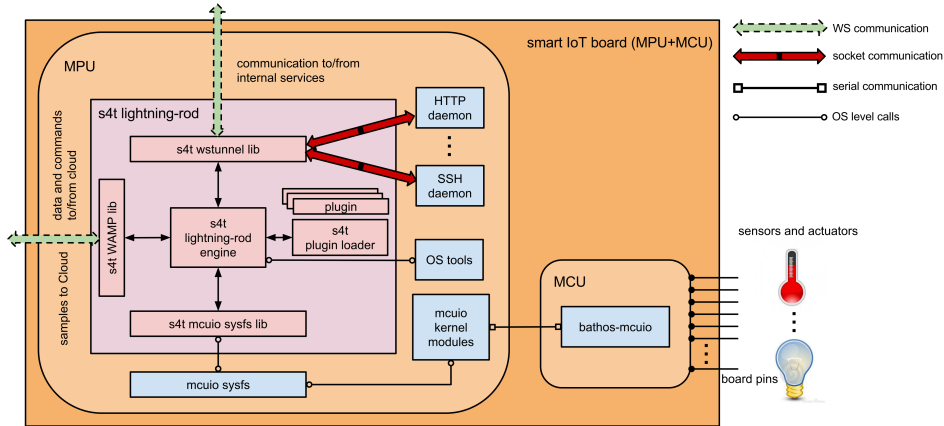 smart IoT board (MPU+MCU)
MPU
communication to/from
internal services
s4t lightning-rod
s4t wstunnel lib
HTTP
daemon
SSH
daemon
data and commands
to/from cloud
samples to Cloud
s4t WAMP lib
s4t
lightning-rod
engine
plugin
s4t
plugin loader
OS tools
s4t mcuio sysfs lib
mcuio sysfs
mcuio
kernel
modules
MCU
bathos-mcuio
WS communication
socket communication
serial communication
OS level calls
sensors and actuators
board pins